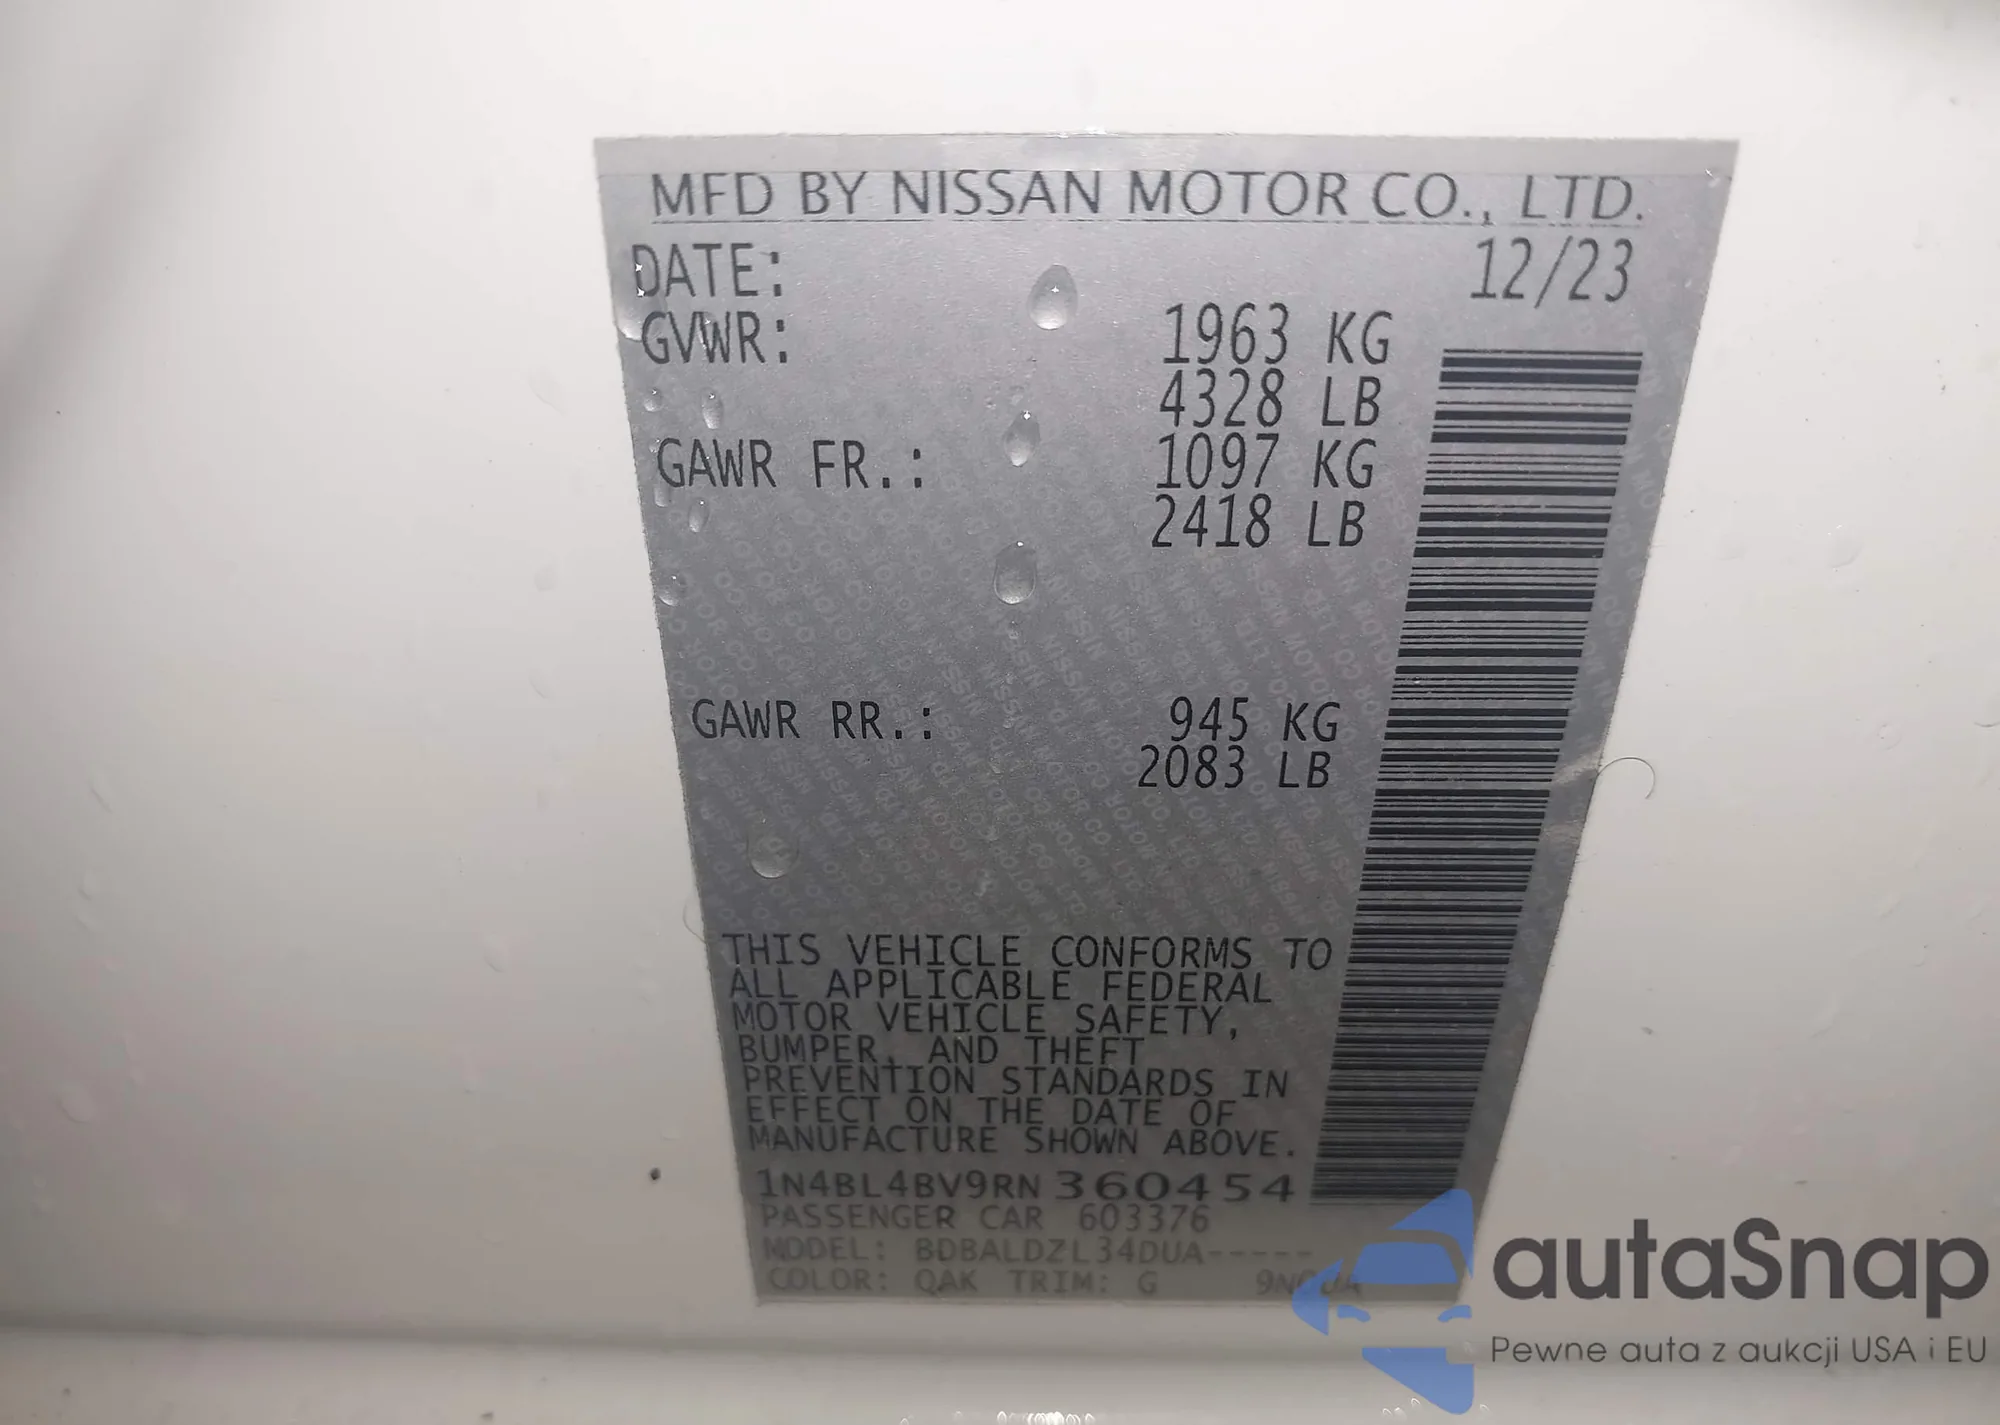 MFD BY NISSAN MOTOR CO., LTD.
DATE: 12/23
GVWR: 1963 KG
4328 LB
GAWR FR.: 1097 KG
2418 LB
GAWR RR.: 945 KG
2083 LB
THIS VEHICLE CONFORMS TO
ALL APPLICABLE FEDERAL
MOTOR VEHICLE SAFETY,
BUMPER, AND THEFT
PREVENTION STANDARDS IN
EFFECT ON THE DATE OF
MANUFACTURE SHOWN ABOVE.
1N4BL4BV9RN360454
PASSENGER CAR 603376
MODEL: BDBALDZL34DUA-----
COLOR: QAK TRIM: G
autaSnap
Pewne auta z aukcji USA i EU